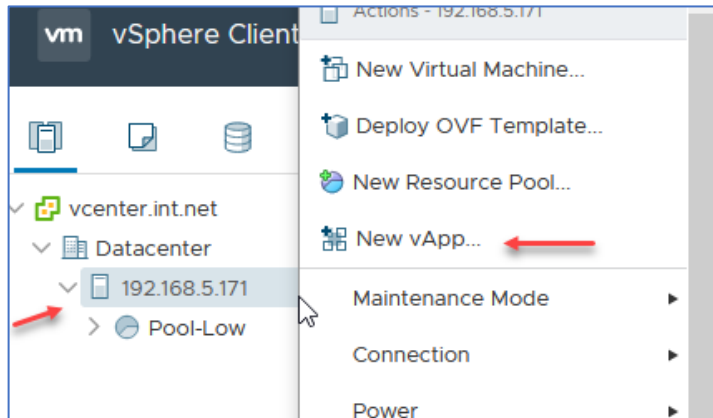 Actions - 192.168.5.171
vm vSphere Client
New Virtual Machine...
Deploy OVF Template...
New Resource Pool...
New vApp...
vcenter.int.net
Datacenter
192.168.5.171
Pool-Low
Maintenance Mode
Connection
Power